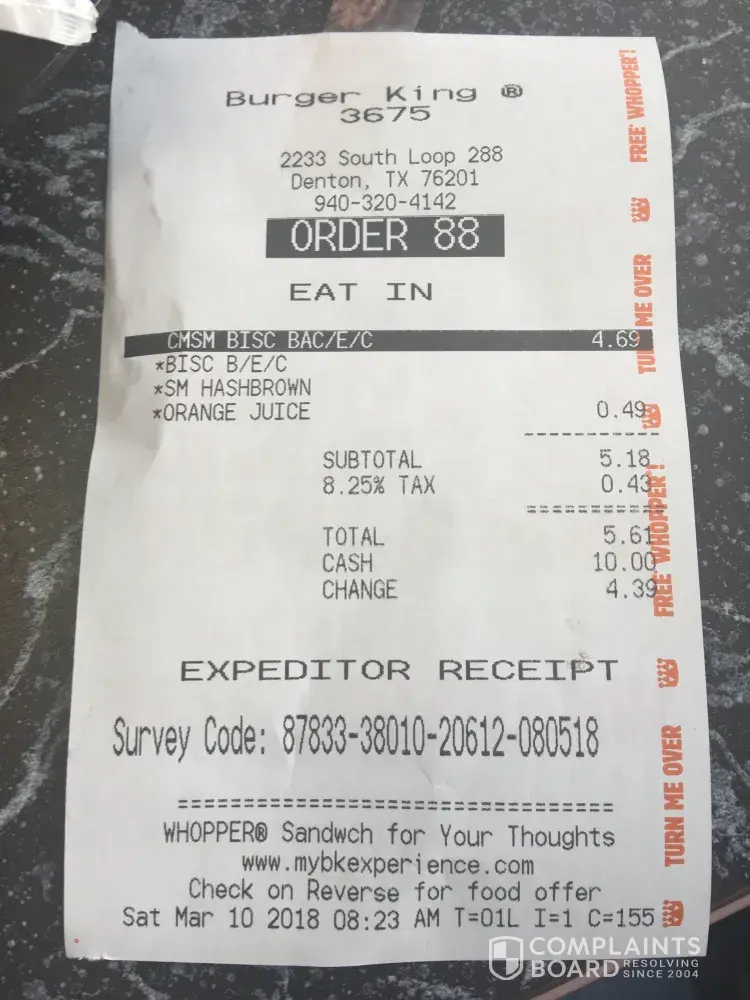 Burger King ®
3675
2233 South Loop 288
Denton, TX 76201
940-320-4142
ORDER 88
EAT IN
CMSM BISC BAC/E/C 4.69
*BISC B/E/C
*SM HASHBROWN
*ORANGE JUICE 0.49
SUBTOTAL 5.18
8.25% TAX 0.43
TOTAL 5.61
CASH 10.00
CHANGE 4.39
EXPEDITOR RECEIPT
Survey Code: 87833-38010-20612-080518
==================================
WHOPPER® Sandwch for Your Thoughts
www.mybkexperience.com
Check on Reverse for food offer
Sat Mar 10 2018 08:23 AM T=01L I=1 C=155
FREE WHOPPER!
TURN ME OVER
FREE WHOPPER!
TURN ME OVER
COMPLAINTS
BOARD RESOLVING
SINCE 2004